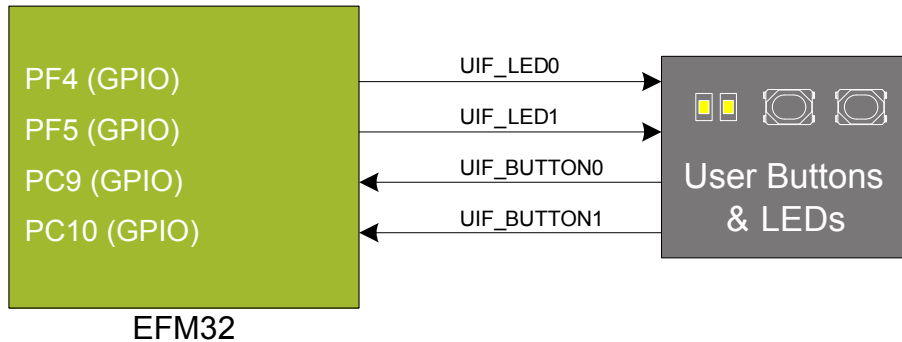 PF4 (GPIO)
PF5 (GPIO)
PC9 (GPIO)
PC10 (GPIO)
EFM32
UIF_LED0
UIF_LED1
UIF_BUTTON0
UIF_BUTTON1
User Buttons
& LEDs